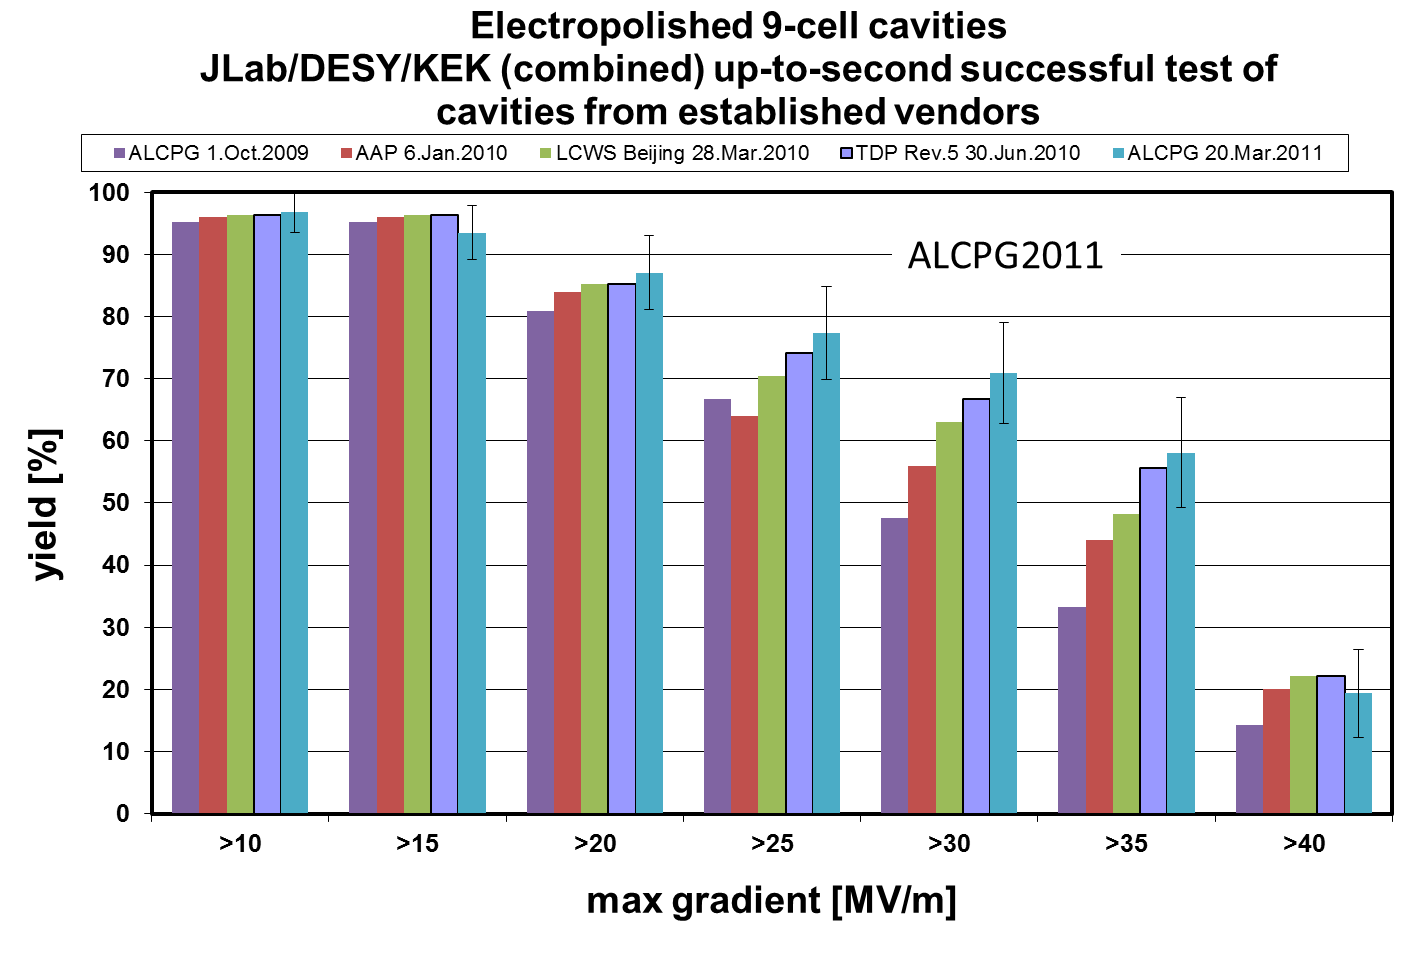 Electropolished 9-cell cavities
JLab/DESY/KEK (combined) up-to-second successful test of
cavities from established vendors
ALCPG 1.Oct.2009 AAP 6.Jan.2010 LCWS Beijing 28.Mar.2010 TDP Rev.5 30.Jun.2010 ALCPG 20.Mar.2011
100
90
80
70
60
50
40
30
20
10
0
ALCPG2011
yield [%]
>10 >15 >20 >25 >30 >35 >40
max gradient [MV/m]